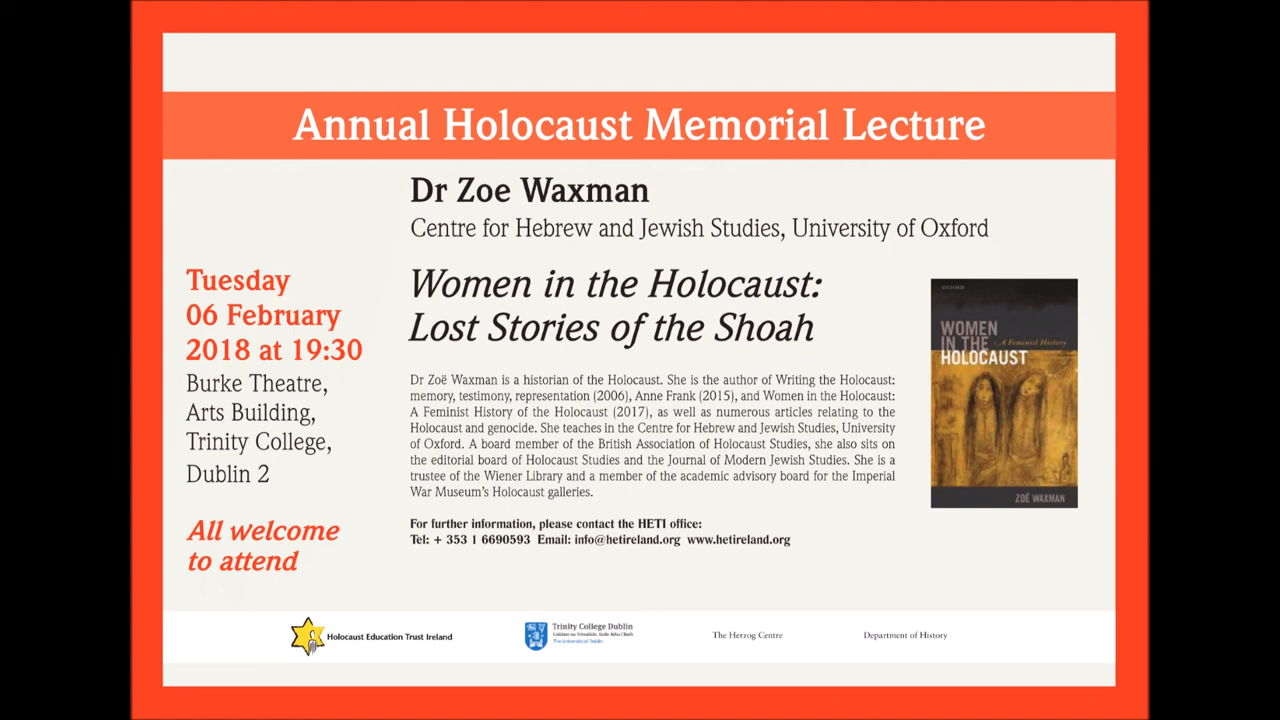 Annual Holocaust Memorial Lecture
Dr Zoe Waxman
Centre for Hebrew and Jewish Studies, University of Oxford
Tuesday
06 February
2018 at 19:30
Burke Theatre,
Arts Building,
Trinity College,
Dublin 2
All welcome
to attend
Women in the Holocaust:
Lost Stories of the Shoah
Dr Zoë Waxman is a historian of the Holocaust. She is the author of Writing the Holocaust:
memory, testimony, representation (2006), Anne Frank (2015), and Women in the Holocaust:
A Feminist History of the Holocaust (2017), as well as numerous articles relating to the
Holocaust and genocide. She teaches in the Centre for Hebrew and Jewish Studies, University
of Oxford. A board member of the British Association of Holocaust Studies, she also sits on
the editorial board of Holocaust Studies and the Journal of Modern Jewish Studies. She is a
trustee of the Wiener Library and a member of the academic advisory board for the Imperial
War Museum's Holocaust galleries.
For further information, please contact the HETI office:
Tel: + 353 1 6690593 Email: info@hetireland.org www.hetireland.org
OXFORD
WOMEN
IN THE
A Feminist History
HOLOCAUST
ZOË WAXMAN
Holocaust Education Trust Ireland
Trinity College Dublin
The University of Dublin
The Herzog Centre
Department of History